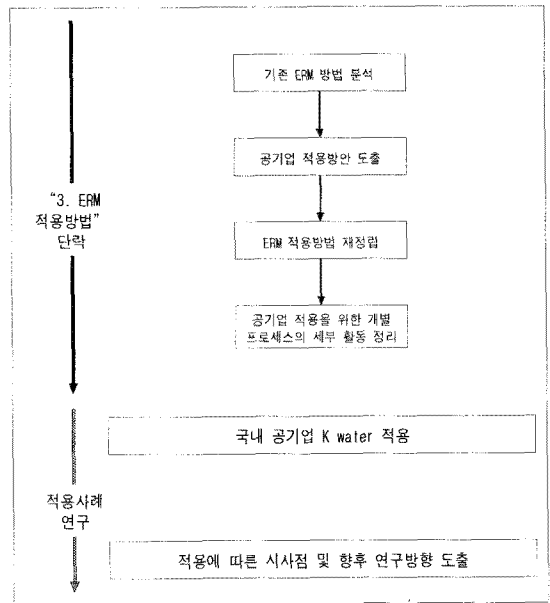 기존 ERM 방법 분석
공기업 적용방안 도출
"3. ERM
적용방법"
단락
ERM 적용방법 재정립
공기업 적용을 위한 개별
프로세스의 세부 활동 정리
국내 공기업 K water 적용
적용사례
연구
적용에 따른 시사점 및 향후 연구방향 도출